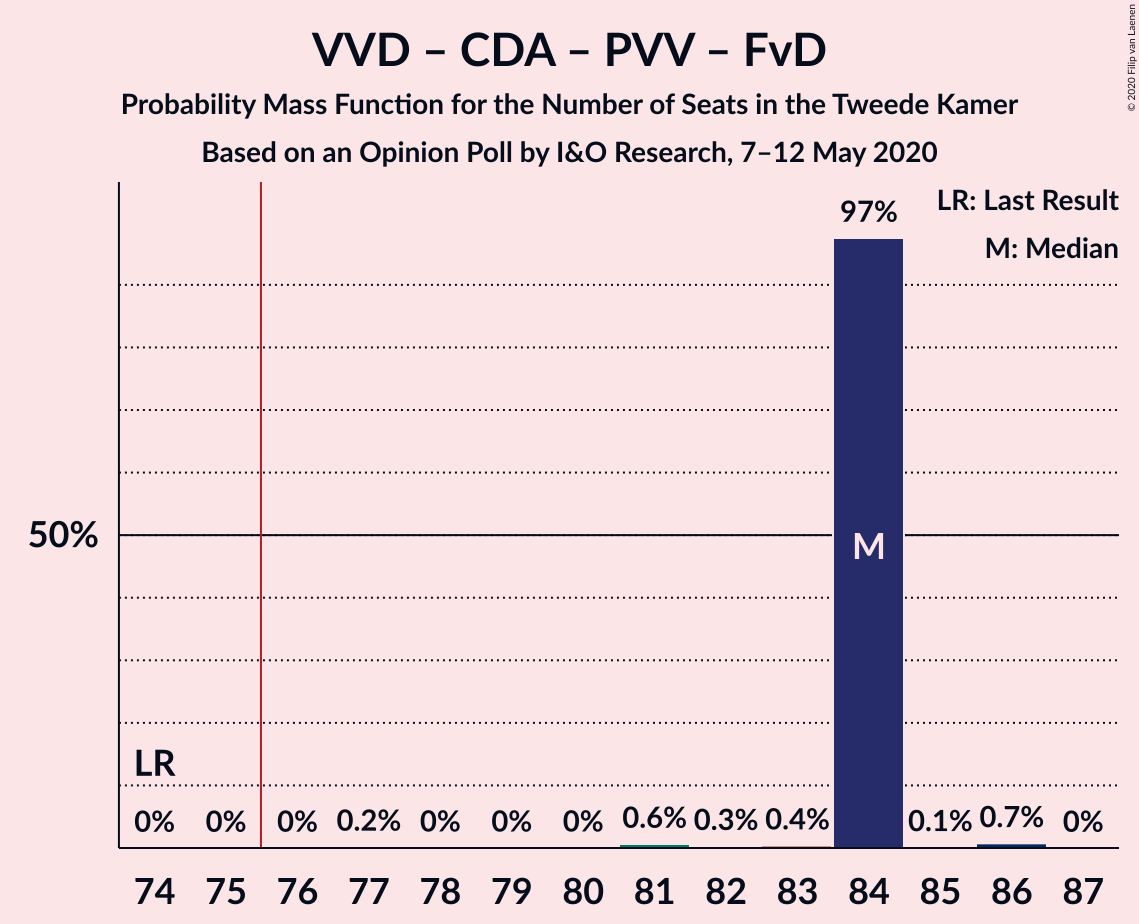 VVD – CDA – PVV – FvD
Probability Mass Function for the Number of Seats in the Tweede Kamer
Based on an Opinion Poll by I&O Research, 7–12 May 2020
© 2020 Filip van Laenen
LR: Last Result
M: Median
97%
50%
M
LR
0% 0% 0% 0.2% 0% 0% 0% 0.6% 0.3% 0.4% 0.1% 0.7% 0%
74 75 76 77 78 79 80 81 82 83 84 85 86 87